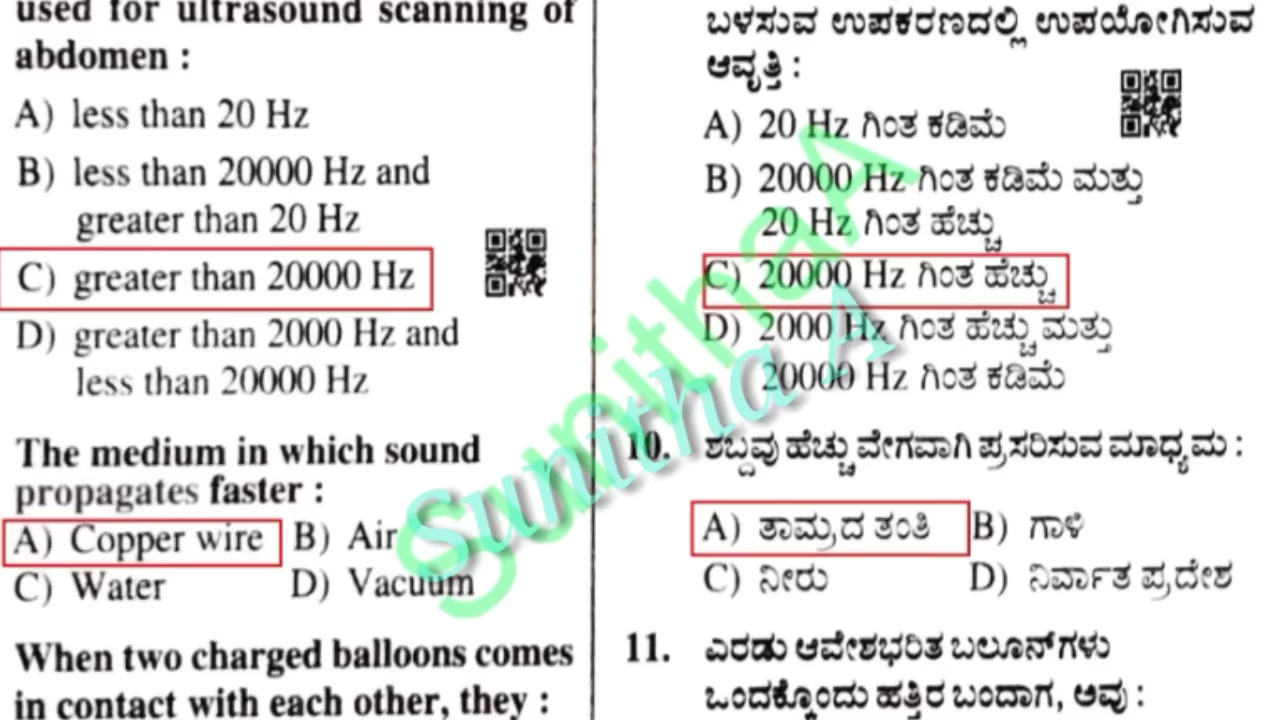 used for ultrasound scanning of
abdomen :
A) less than 20 Hz
B) less than 20000 Hz and
greater than 20 Hz
C) greater than 20000 Hz
D) greater than 2000 Hz and
less than 20000 Hz
The medium in which sound
propagates faster :
A) Copper wire B) Air
C) Water D) Vacuum
When two charged balloons comes
in contact with each other, they :
ಬಳಸುವ ಉಪಕರಣದಲ್ಲಿ ಉಪಯೋಗಿಸುವ
ಆವೃತ್ತಿ :
A) 20 Hz ಗಿಂತ ಕಡಿಮೆ
B) 20000 Hz ಗಿಂತ ಕಡಿಮೆ ಮತ್ತು
20 Hz ಗಿಂತ ಹೆಚ್ಚು
C) 20000 Hz ಗಿಂತ ಹೆಚ್ಚು
D) 2000 Hz ಗಿಂತ ಹೆಚ್ಚು ಮತ್ತು
20000 Hz ಗಿಂತ ಕಡಿಮೆ
10. ಶಬ್ದವು ಹೆಚ್ಚು ವೇಗವಾಗಿ ಪ್ರಸರಿಸುವ ಮಾಧ್ಯಮ :
A) ತಾಮ್ರದ ತಂತಿ B) ಗಾಳಿ
C) ನೀರು D) ನಿರ್ವಾತ ಪ್ರದೇಶ
11. ಎರಡು ಆವೇಶಭರಿತ ಬಲೂನ್‌ಗಳು
ಒಂದಕ್ಕೊಂದು ಹತ್ತಿರ ಬಂದಾಗ, ಅವು :
Sunitha A
Sunitha A